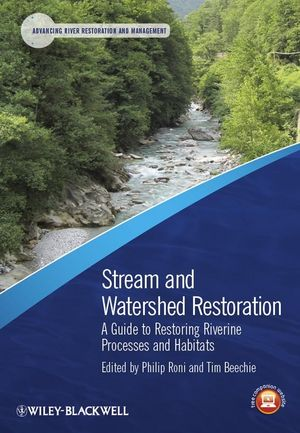 ADVANCING RIVER RESTORATION AND MANAGEMENT
Stream and
Watershed Restoration
A Guide to Restoring Riverine
Processes and Habitats
Edited by Philip Roni and Tim Beechie
WILEY-BLACKWELL
Free companion website